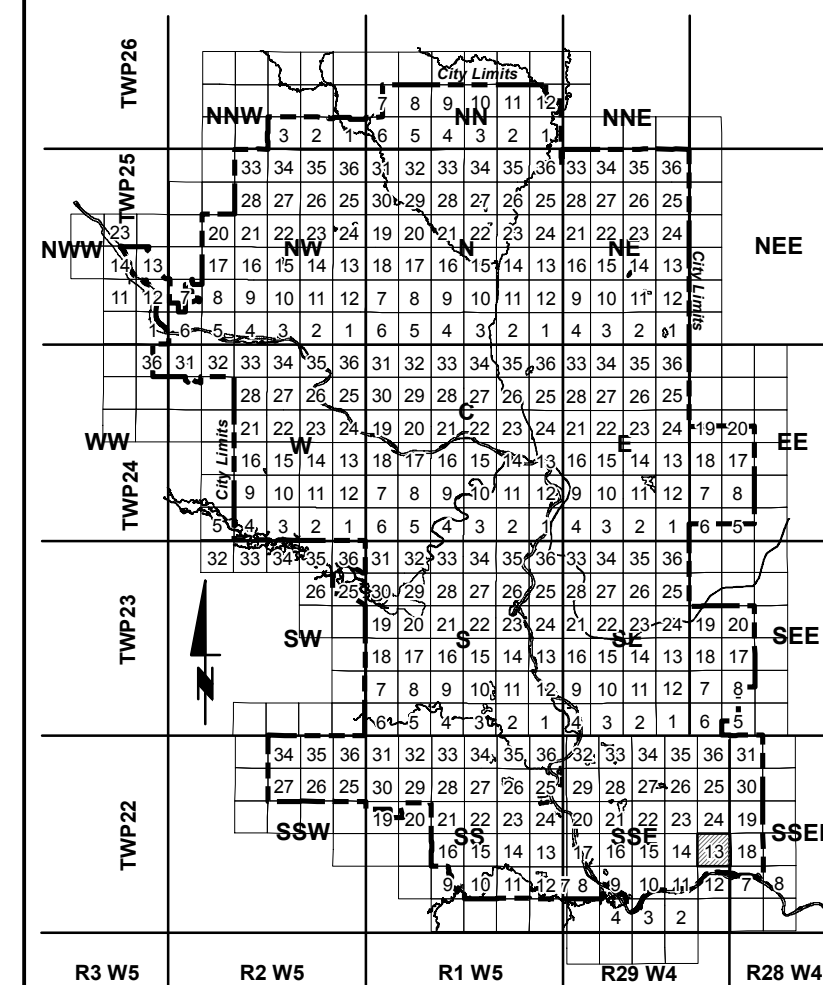 TWP26
City Limits
7 8 9 10 11 12
NNW NN NNE
3 2 1 6 5 4 3 2 1
TWP25
33 34 35 36 31 32 33 34 35 36 33 34 35 36
28 27 26 25 30 29 28 27 26 25 28 27 26 25
23 20 21 22 23 24 19 20 21 22 23 24 21 22 23 24
NWW NW N NE NEE
14 13 17 16 15 14 13 18 17 16 15 14 13 16 15 14 13
City Limits
11 12 7 8 9 10 11 12 7 8 9 10 11 12 9 10 11 12
1 6 5 4 3 2 1 6 5 4 3 2 1 4 3 2 1
36 31 32 33 34 35 36 31 32 33 34 35 36 33 34 35 36
28 27 26 25 30 29 28 27 26 25 28 27 26 25
C
21 22 23 24 19 20 21 22 23 24 21 22 23 24 19 20
WW W E EE
City Limits
16 15 14 13 18 17 16 15 14 13 16 15 14 13 18 17
TWP24
9 10 11 12 7 8 9 10 11 12 9 10 11 12 7 8
5 4 3 2 1 6 5 4 3 2 1 4 3 2 1 6 5
32 33 34 35 36 31 32 33 34 35 36 33 34 35 36
26 25 30 29 28 27 26 25 28 27 26 25
TWP23
19 20 21 22 23 24 21 22 23 24 19 20
SW S SE SEE
18 17 16 15 14 13 16 15 14 13 18 17
N
7 8 9 10 11 12 9 10 11 12 7 8
6 5 4 3 2 1 4 3 2 1 6 5
34 35 36 31 32 33 34 35 36 32 33 34 35 36 31
27 26 25 30 29 28 27 26 25 29 28 27 26 25 30
TWP22
19 20 21 22 23 24 20 21 22 23 24 19
SSW SS SSE SSEE
16 15 14 13 17 16 15 14 13 18
9 10 11 12 7 8 9 10 11 12 7 8
4 3 2
R3 W5 R2 W5 R1 W5 R29 W4 R28 W4